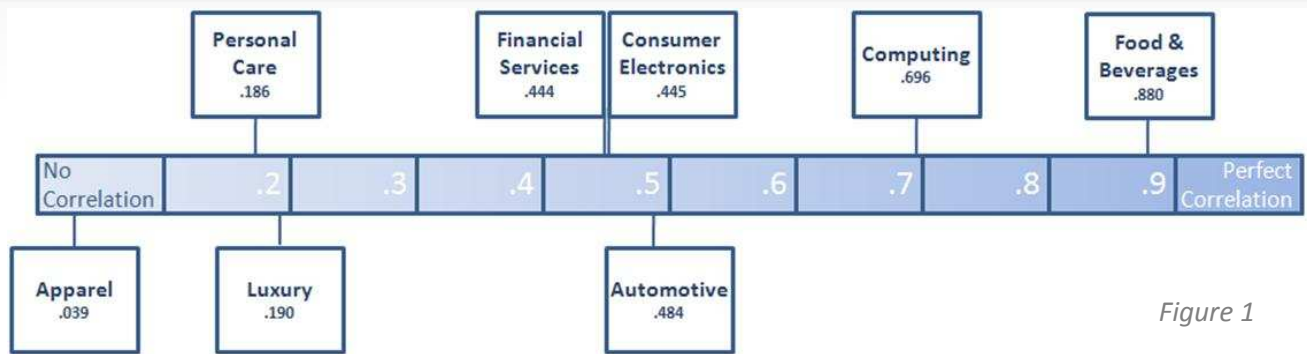 Personal
Care
.186
Financial
Services
.444
Consumer
Electronics
.445
Computing
.696
Food &
Beverages
.880
No
Correlation
.2
.3
.4
.5
.6
.7
.8
.9
Perfect
Correlation
Apparel
.039
Luxury
.190
Automotive
.484
Figure 1